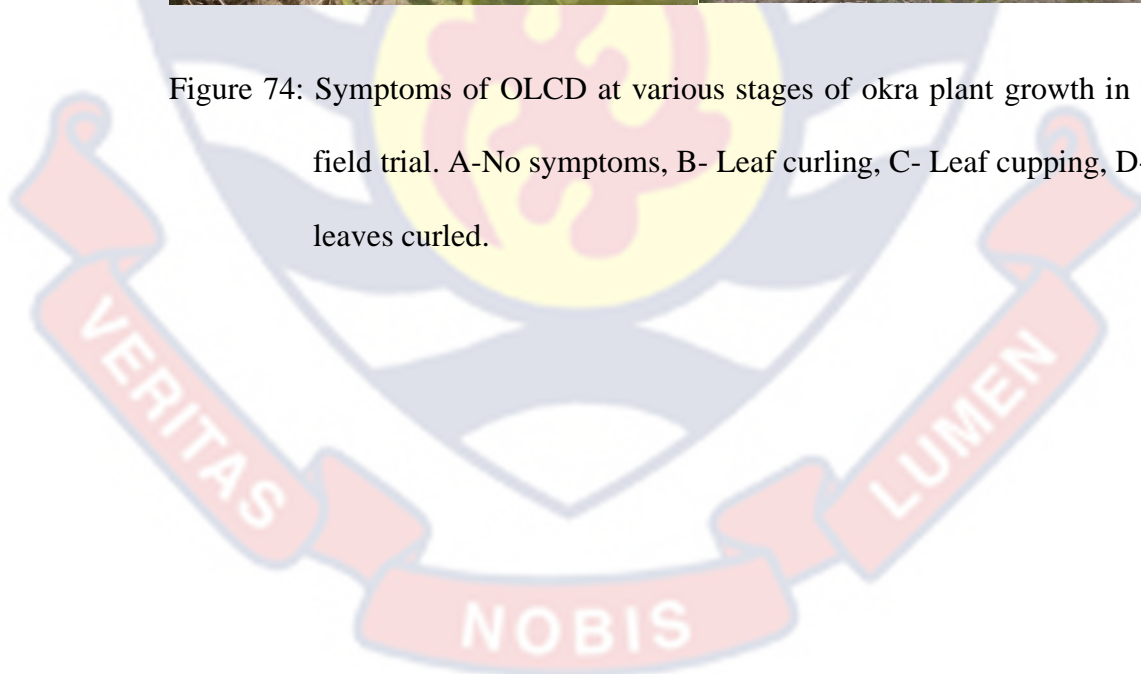 Figure 74: Symptoms of OLCD at various stages of okra plant growth in
field trial. A-No symptoms, B- Leaf curling, C- Leaf cupping, D-
leaves curled.
VERITAS
NOBIS
LUMEN